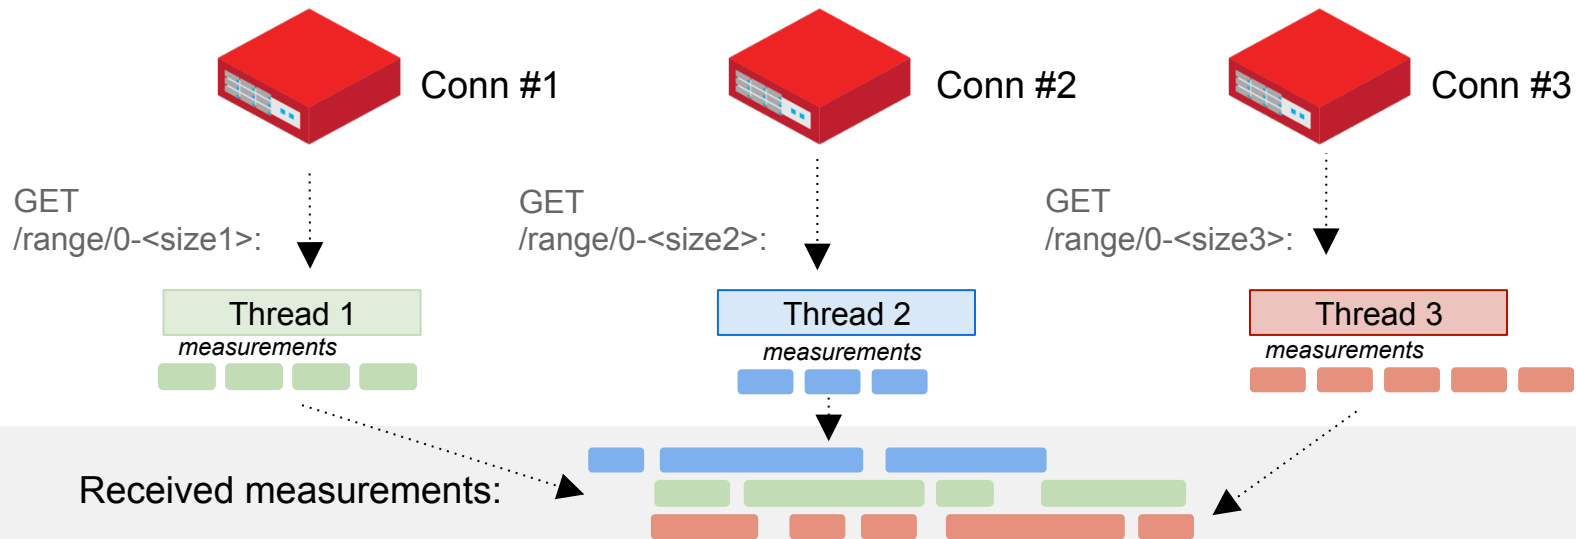 Conn #1
Conn #2
Conn #3
GET
/range/0-<size1>:
GET
/range/0-<size2>:
GET
/range/0-<size3>:
Thread 1
measurements
Thread 2
measurements
Thread 3
measurements
Received measurements: